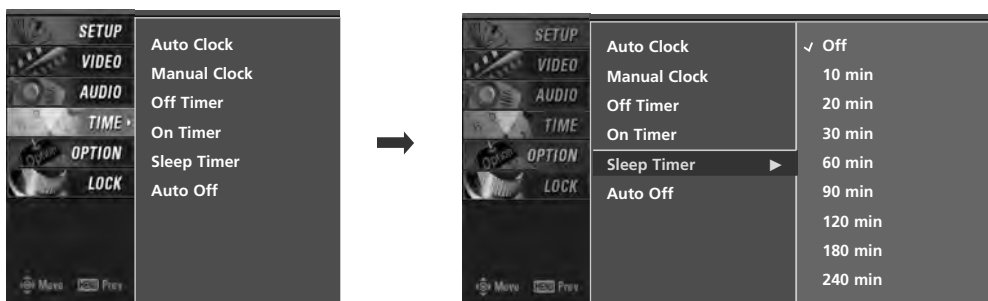 SETUP
VIDEO
AUDIO
TIME
OPTION
LOCK
Move MENU Prev
Auto Clock
Manual Clock
Off Timer
On Timer
Sleep Timer
Auto Off
SETUP
VIDEO
AUDIO
TIME
OPTION
LOCK
Move MENU Prev
Auto Clock
Manual Clock
Off Timer
On Timer
Sleep Timer ►
Auto Off
✓ Off
10 min
20 min
30 min
60 min
90 min
120 min
180 min
240 min